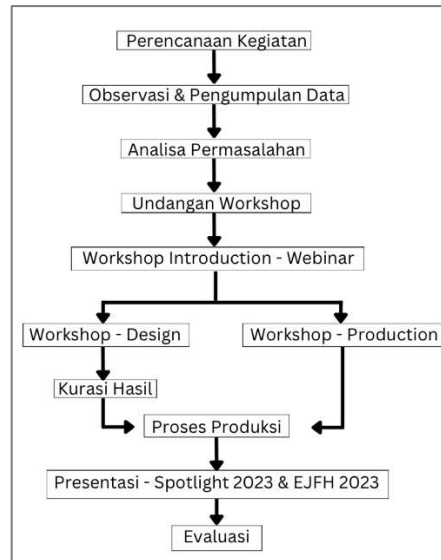 Perencanaan Kegiatan
Observasi & Pengumpulan Data
Analisa Permasalahan
Undangan Workshop
Workshop Introduction - Webinar
Workshop - Design
Workshop - Production
Kurasi Hasil
Proses Produksi
Presentasi - Spotlight 2023 & EJFH 2023
Evaluasi